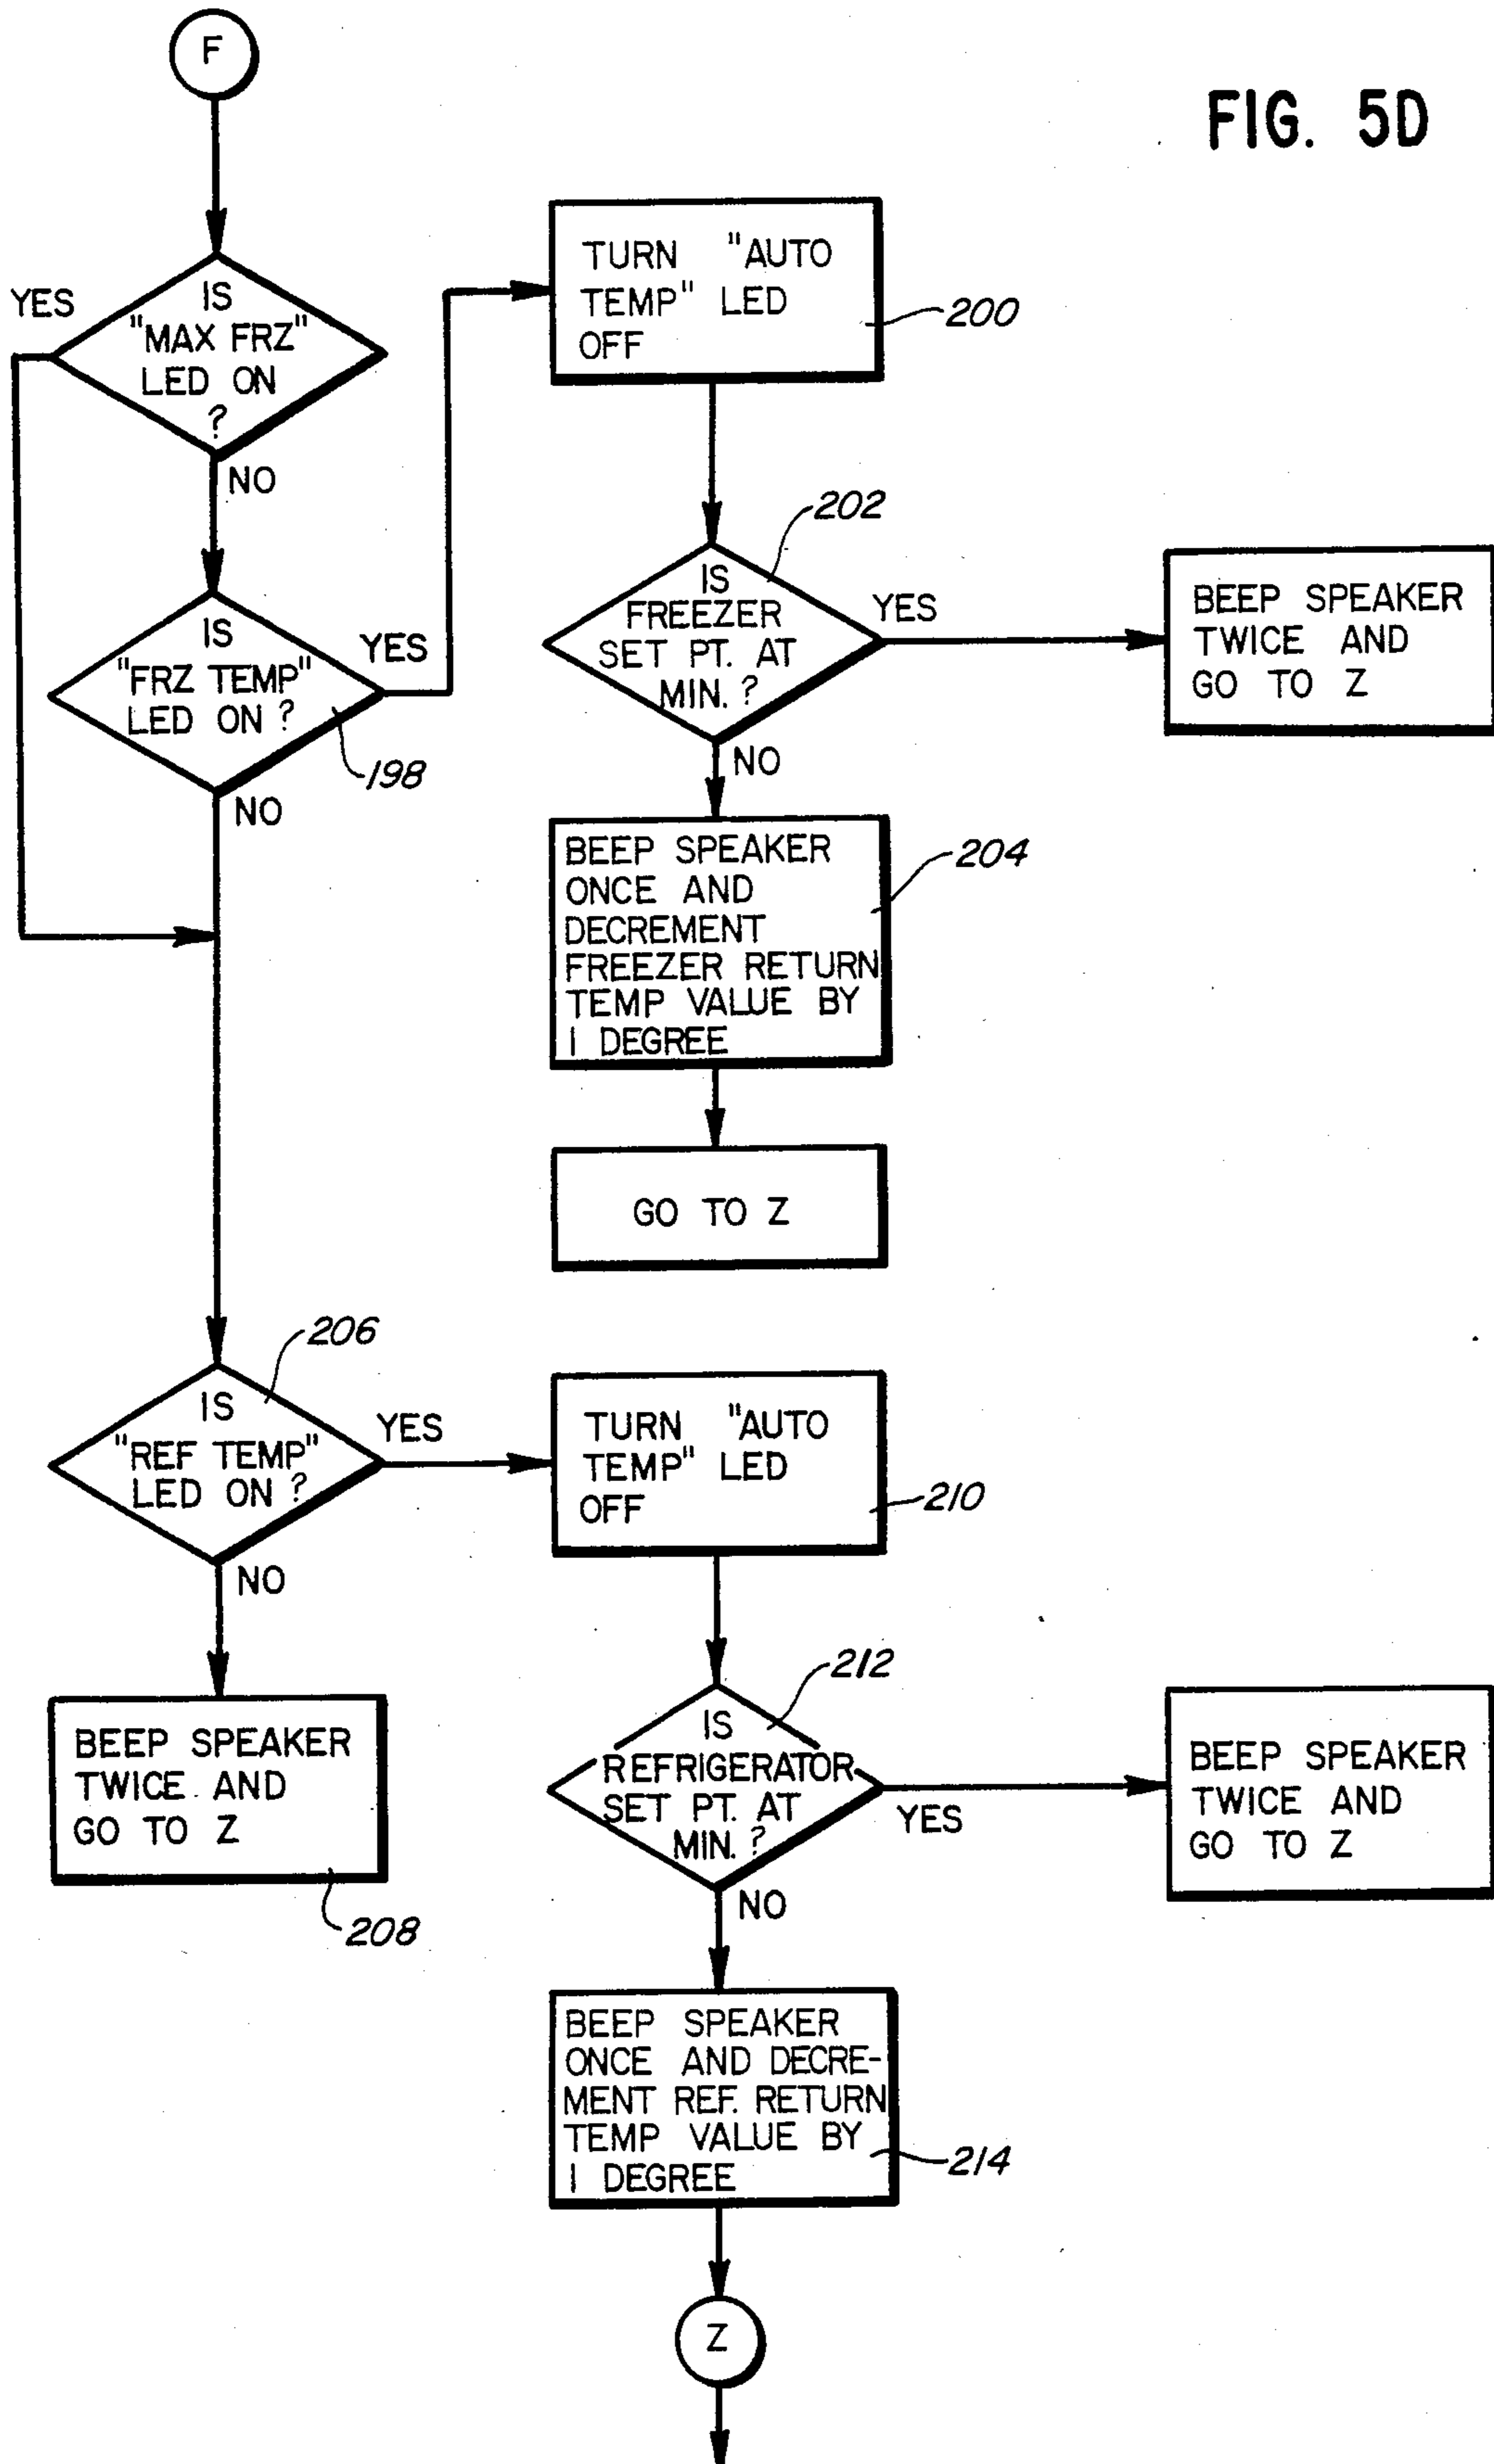 F
FIG. 5D
IS
"MAX FRZ"
LED ON
?
YES
NO
TURN "AUTO
TEMP" LED
OFF
200
IS
"FRZ TEMP"
LED ON ?
YES
198
NO
202
IS
FREEZER
SET PT. AT
MIN. ?
YES
NO
BEEP SPEAKER
TWICE AND
GO TO Z
BEEP SPEAKER
ONCE AND
DECREMENT
FREEZER RETURN
TEMP VALUE BY
1 DEGREE
204
GO TO Z
206
IS
"REF TEMP"
LED ON ?
YES
NO
TURN "AUTO
TEMP" LED
OFF
210
BEEP SPEAKER
TWICE AND
GO TO Z
208
212
IS
REFRIGERATOR
SET PT. AT
MIN. ?
YES
NO
BEEP SPEAKER
TWICE AND
GO TO Z
BEEP SPEAKER
ONCE AND DECRE-
MENT REF. RETURN
TEMP VALUE BY
1 DEGREE
214
Z